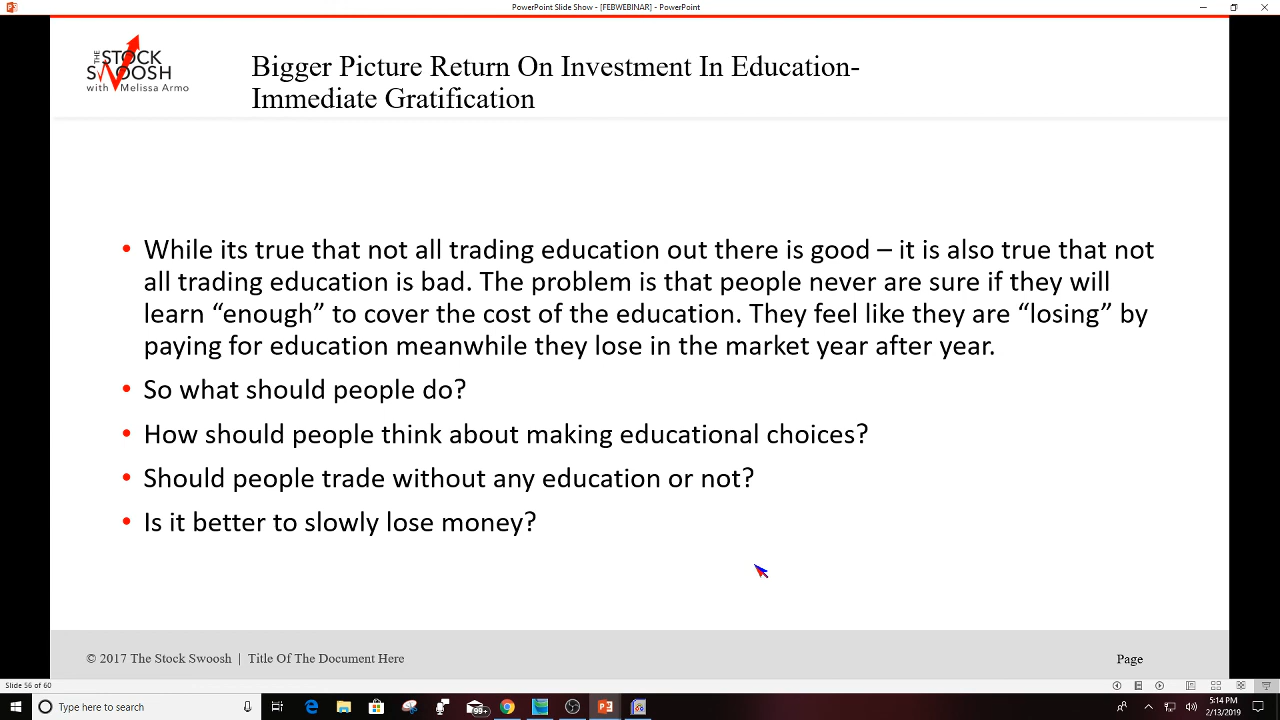 PowerPoint Slide Show - [FEBWEBINAR] - PowerPoint
THE STOCK
SWOOSH
with Melissa Armo
Bigger Picture Return On Investment In Education-
Immediate Gratification
• While its true that not all trading education out there is good – it is also true that not
all trading education is bad. The problem is that people never are sure if they will
learn “enough” to cover the cost of the education. They feel like they are “losing” by
paying for education meanwhile they lose in the market year after year.
• So what should people do?
• How should people think about making educational choices?
• Should people trade without any education or not?
• Is it better to slowly lose money?
© 2017 The Stock Swoosh | Title Of The Document Here
Page
Slide 56 of 60
Type here to search
99+
5:14 PM
2/13/2019